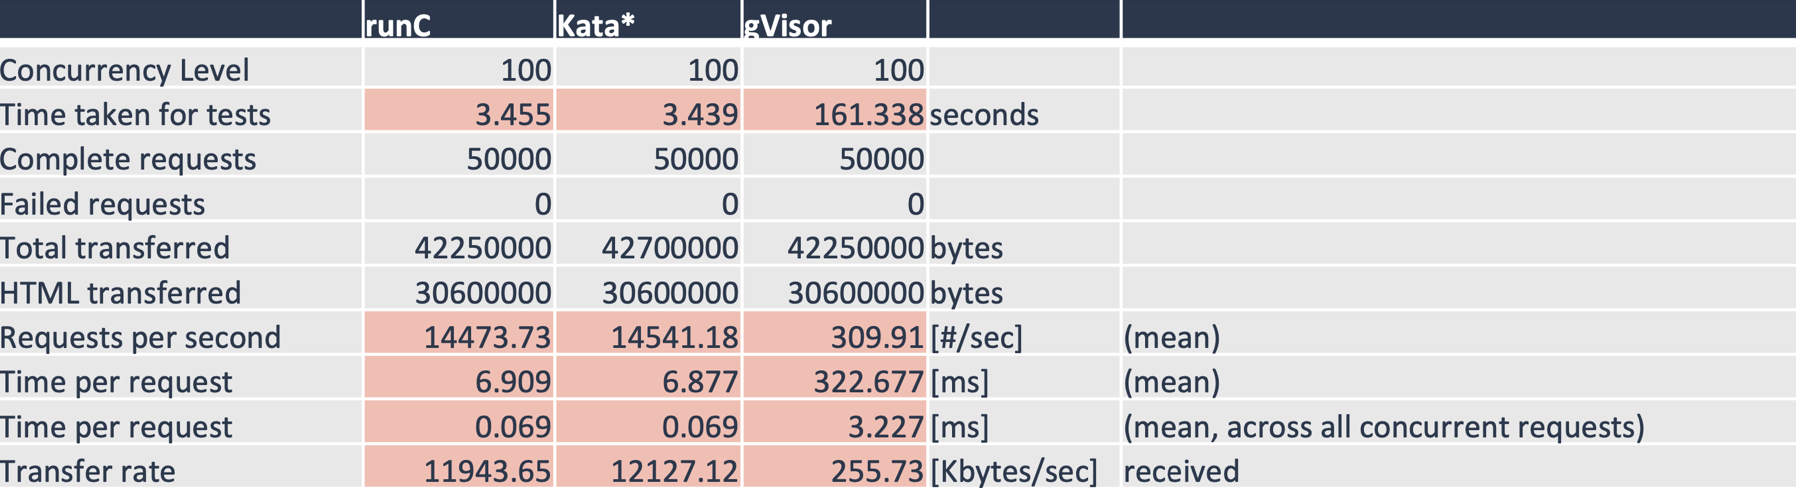 runC Kata* gVisor
Concurrency Level 100 100 100
Time taken for tests 3.455 3.439 161.338 seconds
Complete requests 50000 50000 50000
Failed requests 0 0 0
Total transferred 42250000 42700000 42250000 bytes
HTML transferred 30600000 30600000 30600000 bytes
Requests per second 14473.73 14541.18 309.91 [#/sec] (mean)
Time per request 6.909 6.877 322.677 [ms] (mean)
Time per request 0.069 0.069 3.227 [ms] (mean, across all concurrent requests)
Transfer rate 11943.65 12127.12 255.73 [Kbytes/sec] received